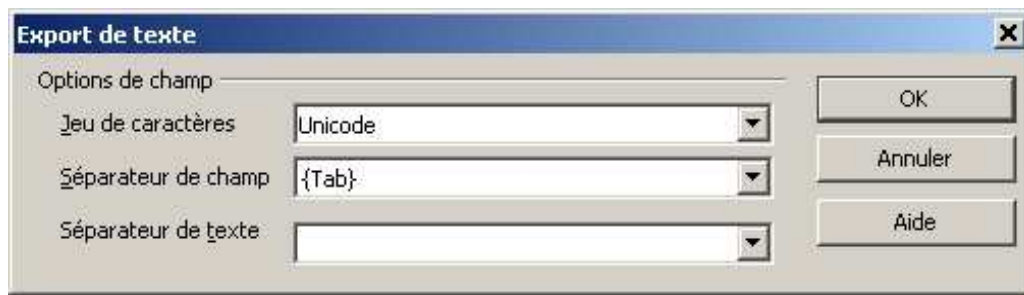 Export de texte
Options de champ
Jeu de caractères
Unicode
Séparateur de champ
{Tab}
Séparateur de texte
OK
Annuler
Aide